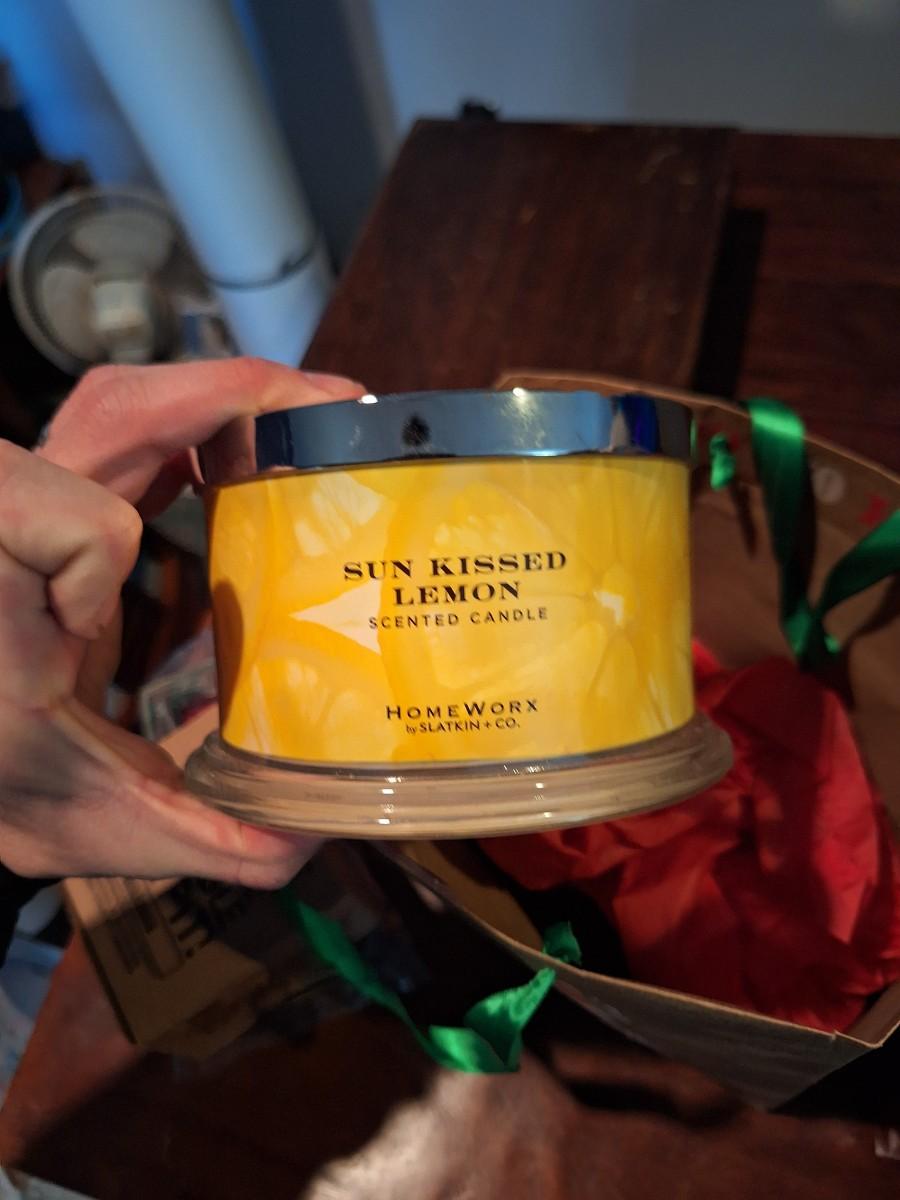 SUN KISSED
LEMON
SCENTED CANDLE
HOMEWORX
by SLATKIN + CO.